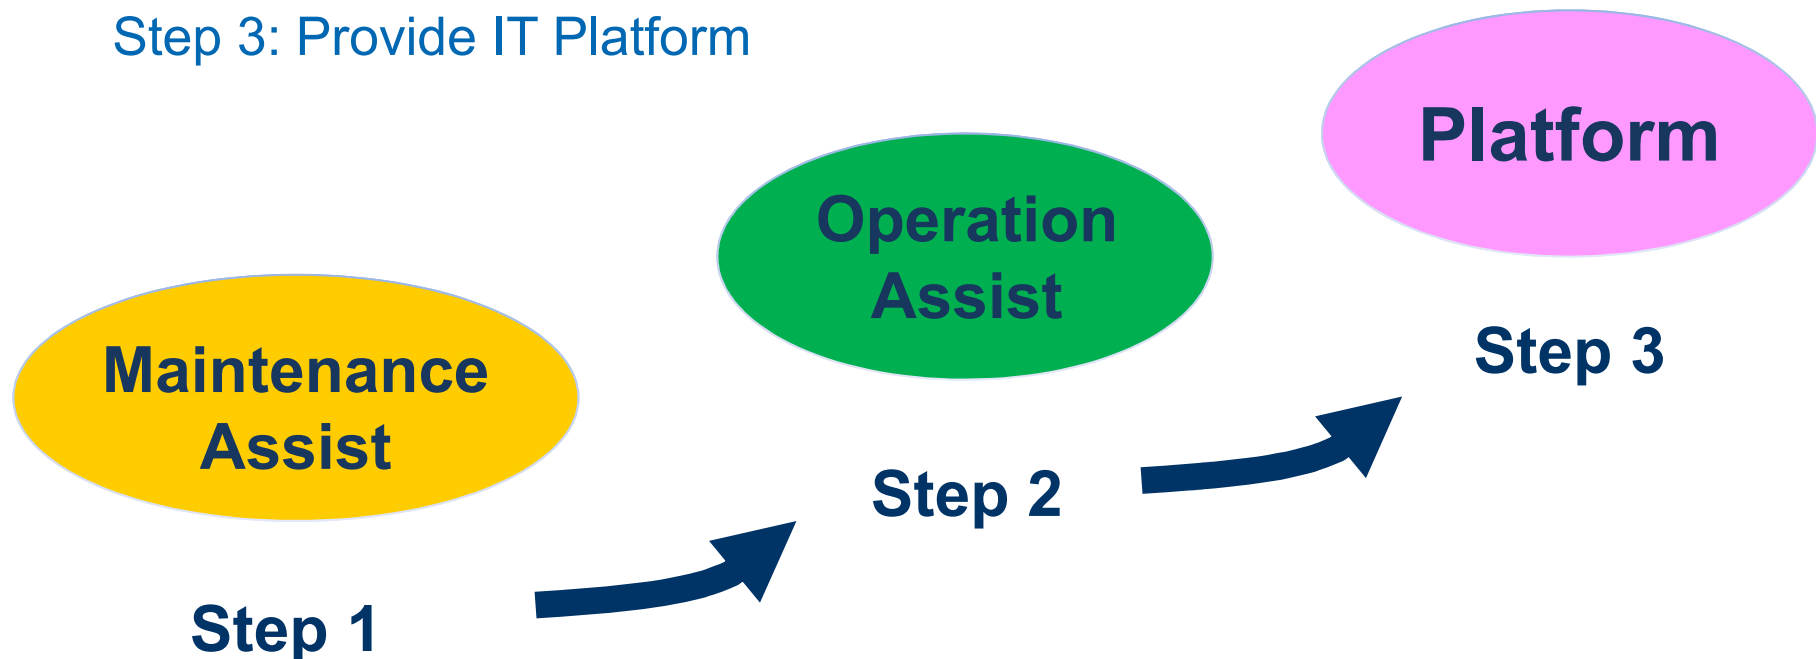 Step 3: Provide IT Platform
Platform
Operation
Assist
Step 3
Maintenance
Assist
Step 2
Step 1